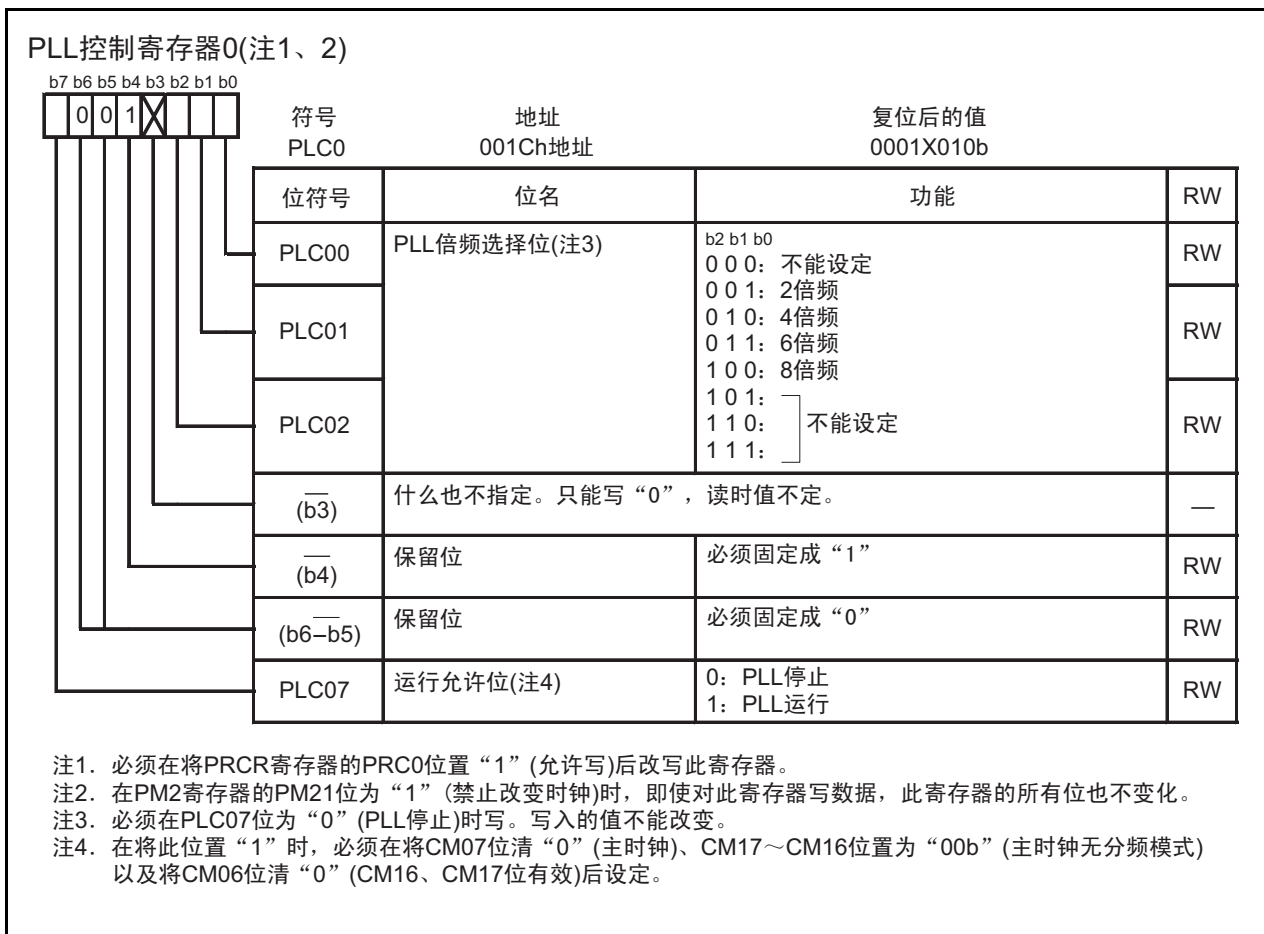 PLL控制寄存器0(注1、2)
b7 b6 b5 b4 b3 b2 b1 b0
0 0 1 X
符号 地址 复位后的值
PLC0 001Ch地址 0001X010b
位符号 位名 功能 RW
PLC00 PLL倍频选择位(注3) RW
PLC01 RW
PLC02 RW
b2 b1 b0
0 0 0：不能设定
0 0 1：2倍频
0 1 0：4倍频
0 1 1：6倍频
1 0 0：8倍频
1 0 1：
1 1 0： 不能设定
1 1 1：
— (b3) 什么也不指定。只能写“0”，读时值不定。 —
— (b4) 保留位 必须固定成“1” RW
— (b6–b5) 保留位 必须固定成“0” RW
PLC07 运行允许位(注4) 0：PLL停止 RW
1：PLL运行
注1．必须在将PRCR寄存器的PRC0位置“1”(允许写)后改写此寄存器。
注2．在PM2寄存器的PM21位为“1”(禁止改变时钟)时，即使对此寄存器写数据，此寄存器的所有位也不变化。
注3．必须在PLC07位为“0”(PLL停止)时写。写入的值不能改变。
注4．在将此位置“1”时，必须在将CM07位清“0”(主时钟)、CM17～CM16位置为“00b”(主时钟无分频模式)
以及将CM06位清“0”(CM16、CM17位有效)后设定。